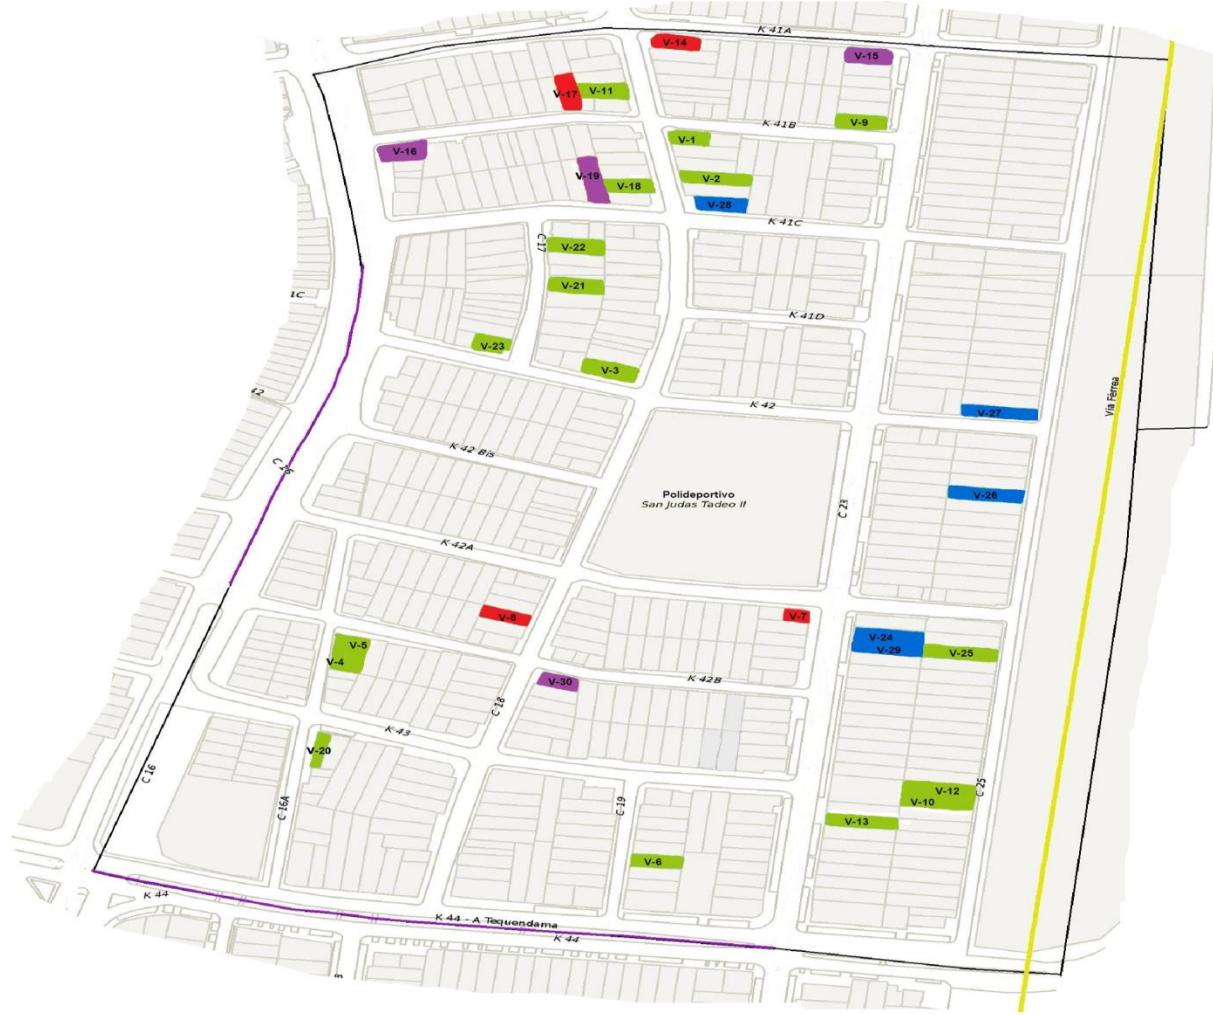 K 41A
V-14
V-15
V-17
V-11
V-9
K 41B
V-1
V-16
V-19
V-18
V-2
V-28
K 41C
C 17
V-22
V-21
1C
K 41D
V-23
V-3
42
K 42
V-27
Vía Férrea
K 42 Bis
C 16
V-26
Polideportivo
San Judas Tadeo II
C 23
K 42A
V-8
V-7
V-5
V-4
V-24
V-29
V-25
V-30
K 42B
C 18
K 43
V-20
C 16
C 16A
C 19
V-12
V-10
C 25
V-13
V-6
K 44
K 44 - A Tequendama
K 44